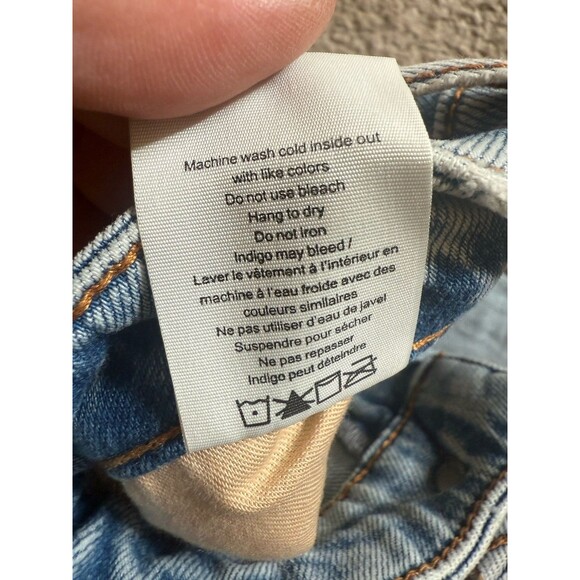 Machine wash cold inside out
with like colors
Do not use bleach
Hang to dry
Do not iron
Indigo may bleed /
Laver le vêtement à l'intérieur en
machine à l'eau froide avec des
couleurs similaires
Ne pas utiliser d'eau de javel
Suspendre pour sécher
Ne pas repasser
Indigo peut déteindre